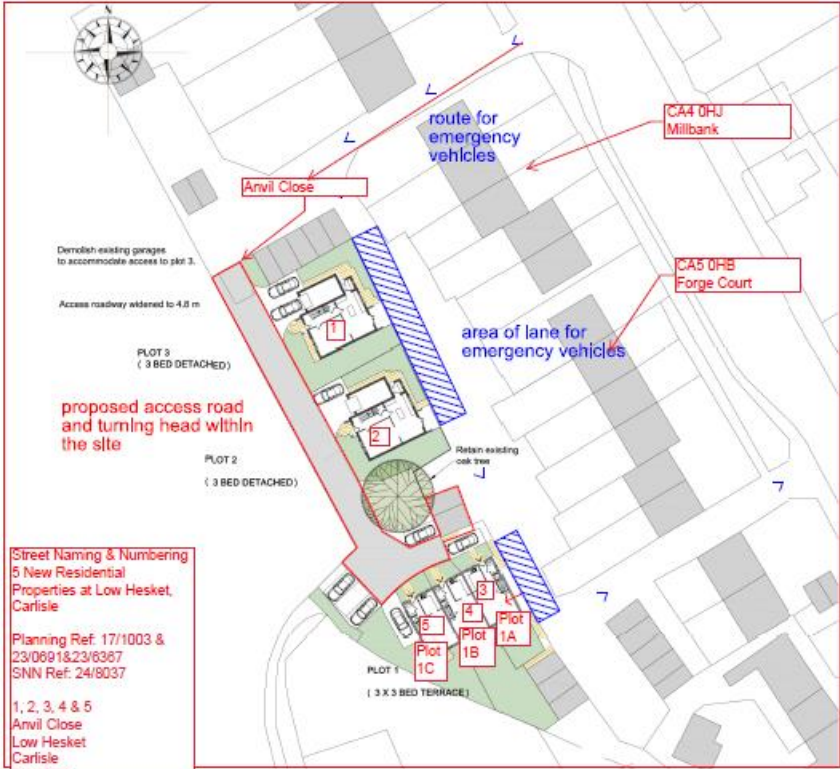 N
route for
emergency
vehicles
CA4 0HJ
Millbank
Anvil Close
Demolish existing garages
to accommodate access to plot 3.
Access roadway widened to 4.8 m
CA5 0HB
Forge Court
1
area of lane for
emergency vehicles
PLOT 3
( 3 BED DETACHED)
proposed access road
and turning head within
the site
2
Retain existing
oak tree
PLOT 2
( 3 BED DETACHED)
Street Naming & Numbering
5 New Residential
Properties at Low Hesket,
Carlisle
Planning Ref: 17/1003 &
23/0691&23/6367
SNN Ref: 24/8037
1, 2, 3, 4 & 5
Anvil Close
Low Hesket
Carlisle
3
4
5
Plot
1A
Plot
1B
Plot
1C
PLOT 1
( 3 X 3 BED TERRACE)